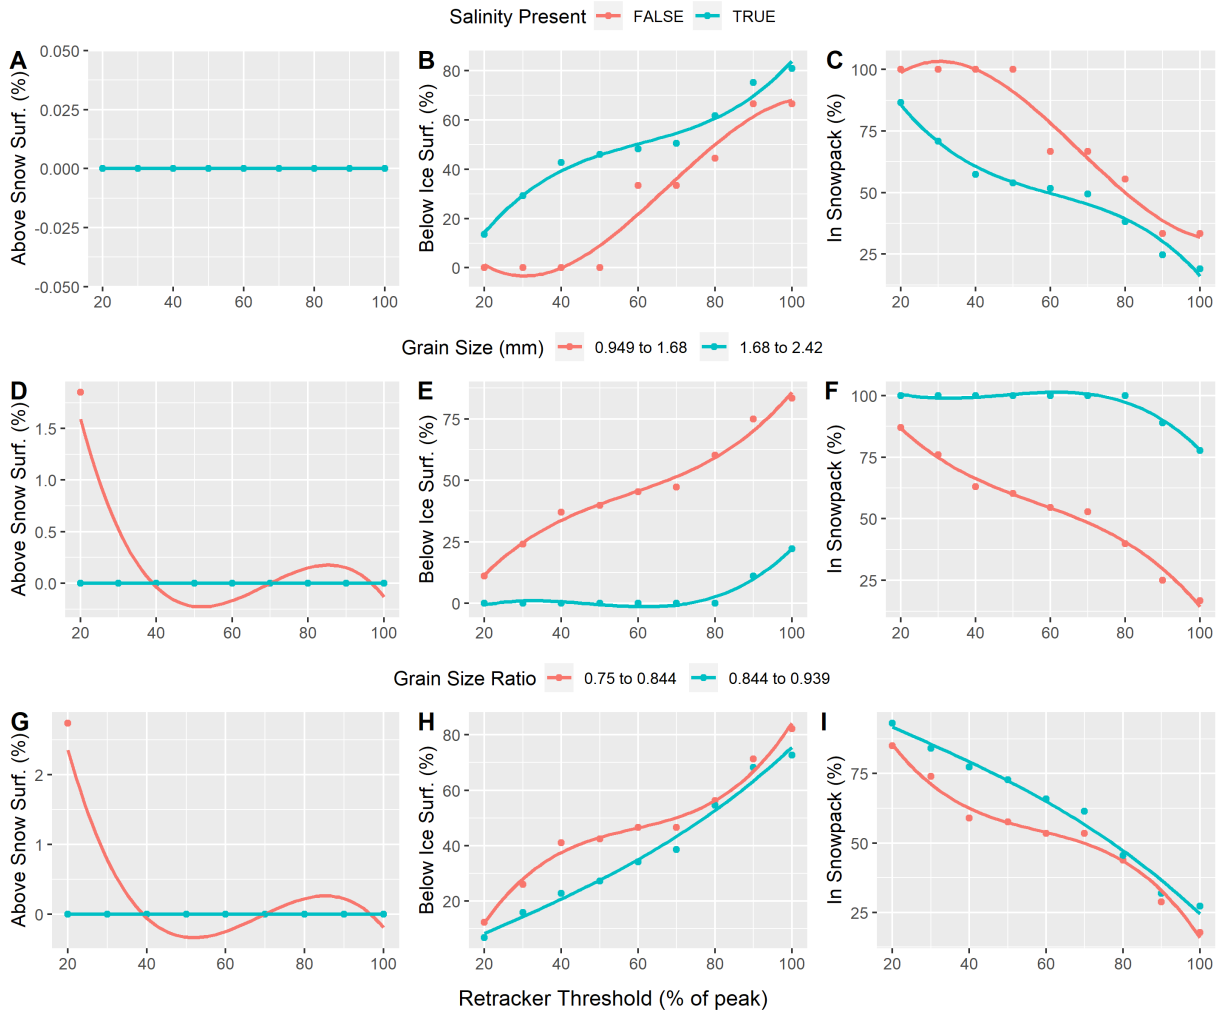 Salinity Present FALSE TRUE
A B C
Above Snow Surf. (%)
0.050
0.025
0.000
-0.025
-0.050
20 40 60 80 100
Below Ice Surf. (%)
80
60
40
20
0
20 40 60 80 100
In Snowpack (%)
100
75
50
25
20 40 60 80 100
Grain Size (mm) 0.949 to 1.68 1.68 to 2.42
D E F
Above Snow Surf. (%)
1.5
1.0
0.5
0.0
20 40 60 80 100
Below Ice Surf. (%)
75
50
25
0
20 40 60 80 100
In Snowpack (%)
100
75
50
25
20 40 60 80 100
Grain Size Ratio 0.75 to 0.844 0.844 to 0.939
G H I
Above Snow Surf. (%)
2
1
0
20 40 60 80 100
Below Ice Surf. (%)
80
60
40
20
20 40 60 80 100
In Snowpack (%)
75
50
25
20 40 60 80 100
Retracker Threshold (% of peak)